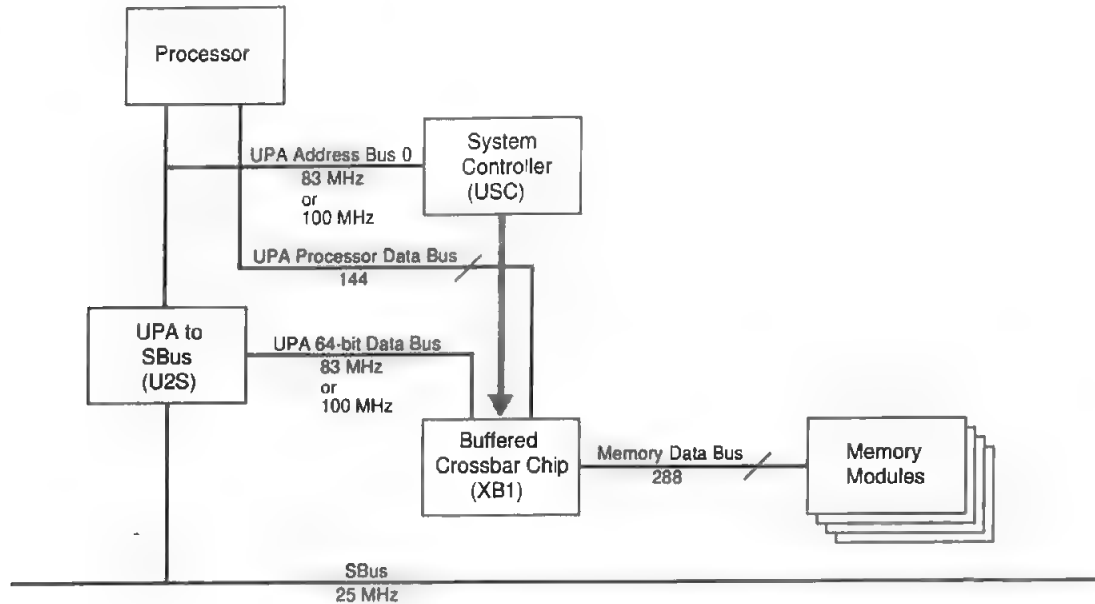 Processor
System
Controller
(USC)
UPA Address Bus 0
83 MHz
or
100 MHz
UPA Processor Data Bus
144
UPA to
SBus
(U2S)
UPA 64-bit Data Bus
83 MHz
or
100 MHz
Buffered
Crossbar Chip
(XB1)
Memory Data Bus
288
Memory
Modules
SBus
25 MHz